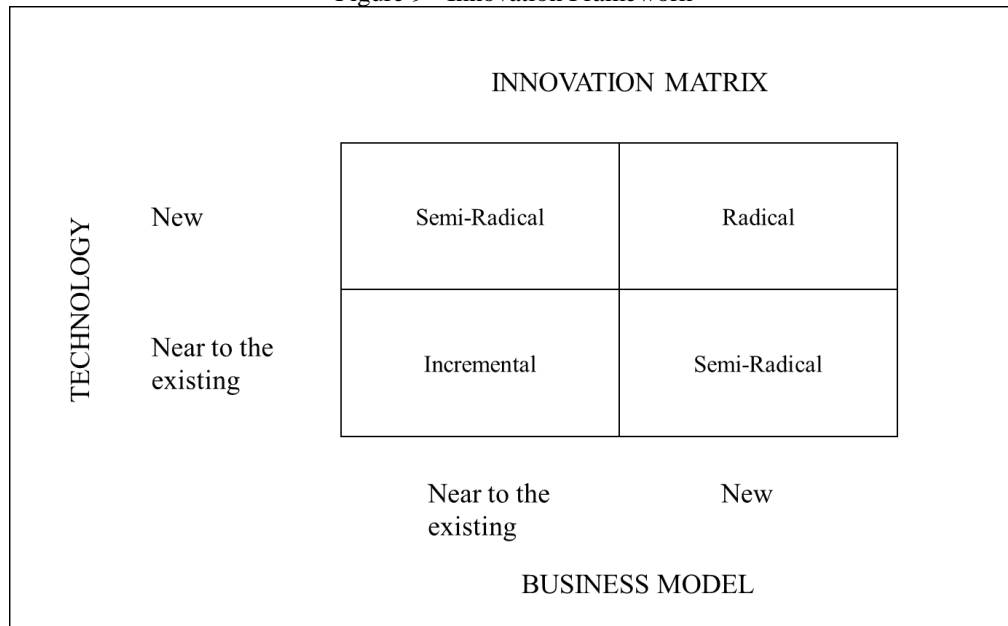 INNOVATION MATRIX
New
Semi-Radical
Radical
TECHNOLOGY
Near to the
existing
Incremental
Semi-Radical
Near to the
existing
New
BUSINESS MODEL